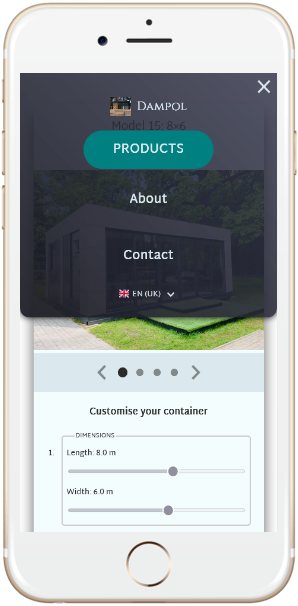 Dampol
Model 15: 8×6
PRODUCTS
About
Contact
EN (UK)
Customise your container
DIMENSIONS
1.
Length: 8.0 m
Width: 6.0 m